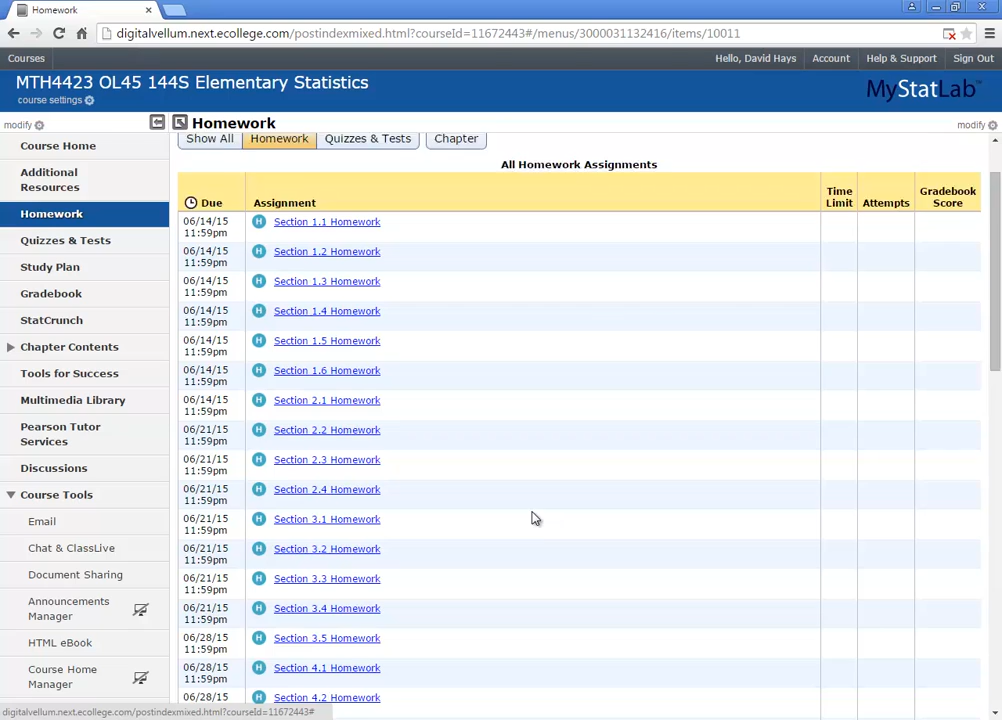 Homework
digitalvellum.next.ecollege.com/postindexmixed.html?courseId=11672443#/menus/3000031132416/items/10011
Courses
Hello, David Hays
Account
Help & Support
Sign Out
MTH4423 OL45 144S Elementary Statistics
course settings
MyStatLab
modify
Homework
modify
Course Home
Additional
Resources
Homework
Quizzes & Tests
Study Plan
Gradebook
StatCrunch
Chapter Contents
Tools for Success
Multimedia Library
Pearson Tutor
Services
Discussions
Course Tools
Email
Chat & ClassLive
Document Sharing
Announcements
Manager
HTML eBook
Course Home
Manager
Show All
Homework
Quizzes & Tests
Chapter
All Homework Assignments
Due
Assignment
Time
Limit
Attempts
Gradebook
Score
06/14/15
11:59pm
H Section 1.1 Homework
06/14/15
11:59pm
H Section 1.2 Homework
06/14/15
11:59pm
H Section 1.3 Homework
06/14/15
11:59pm
H Section 1.4 Homework
06/14/15
11:59pm
H Section 1.5 Homework
06/14/15
11:59pm
H Section 1.6 Homework
06/14/15
11:59pm
H Section 2.1 Homework
06/21/15
11:59pm
H Section 2.2 Homework
06/21/15
11:59pm
H Section 2.3 Homework
06/21/15
11:59pm
H Section 2.4 Homework
06/21/15
11:59pm
H Section 3.1 Homework
06/21/15
11:59pm
H Section 3.2 Homework
06/21/15
11:59pm
H Section 3.3 Homework
06/21/15
11:59pm
H Section 3.4 Homework
06/28/15
11:59pm
H Section 3.5 Homework
06/28/15
11:59pm
H Section 4.1 Homework
06/28/15
H Section 4.2 Homework
digitalvellum.next.ecollege.com/postindexmixed.html?courseId=11672443#